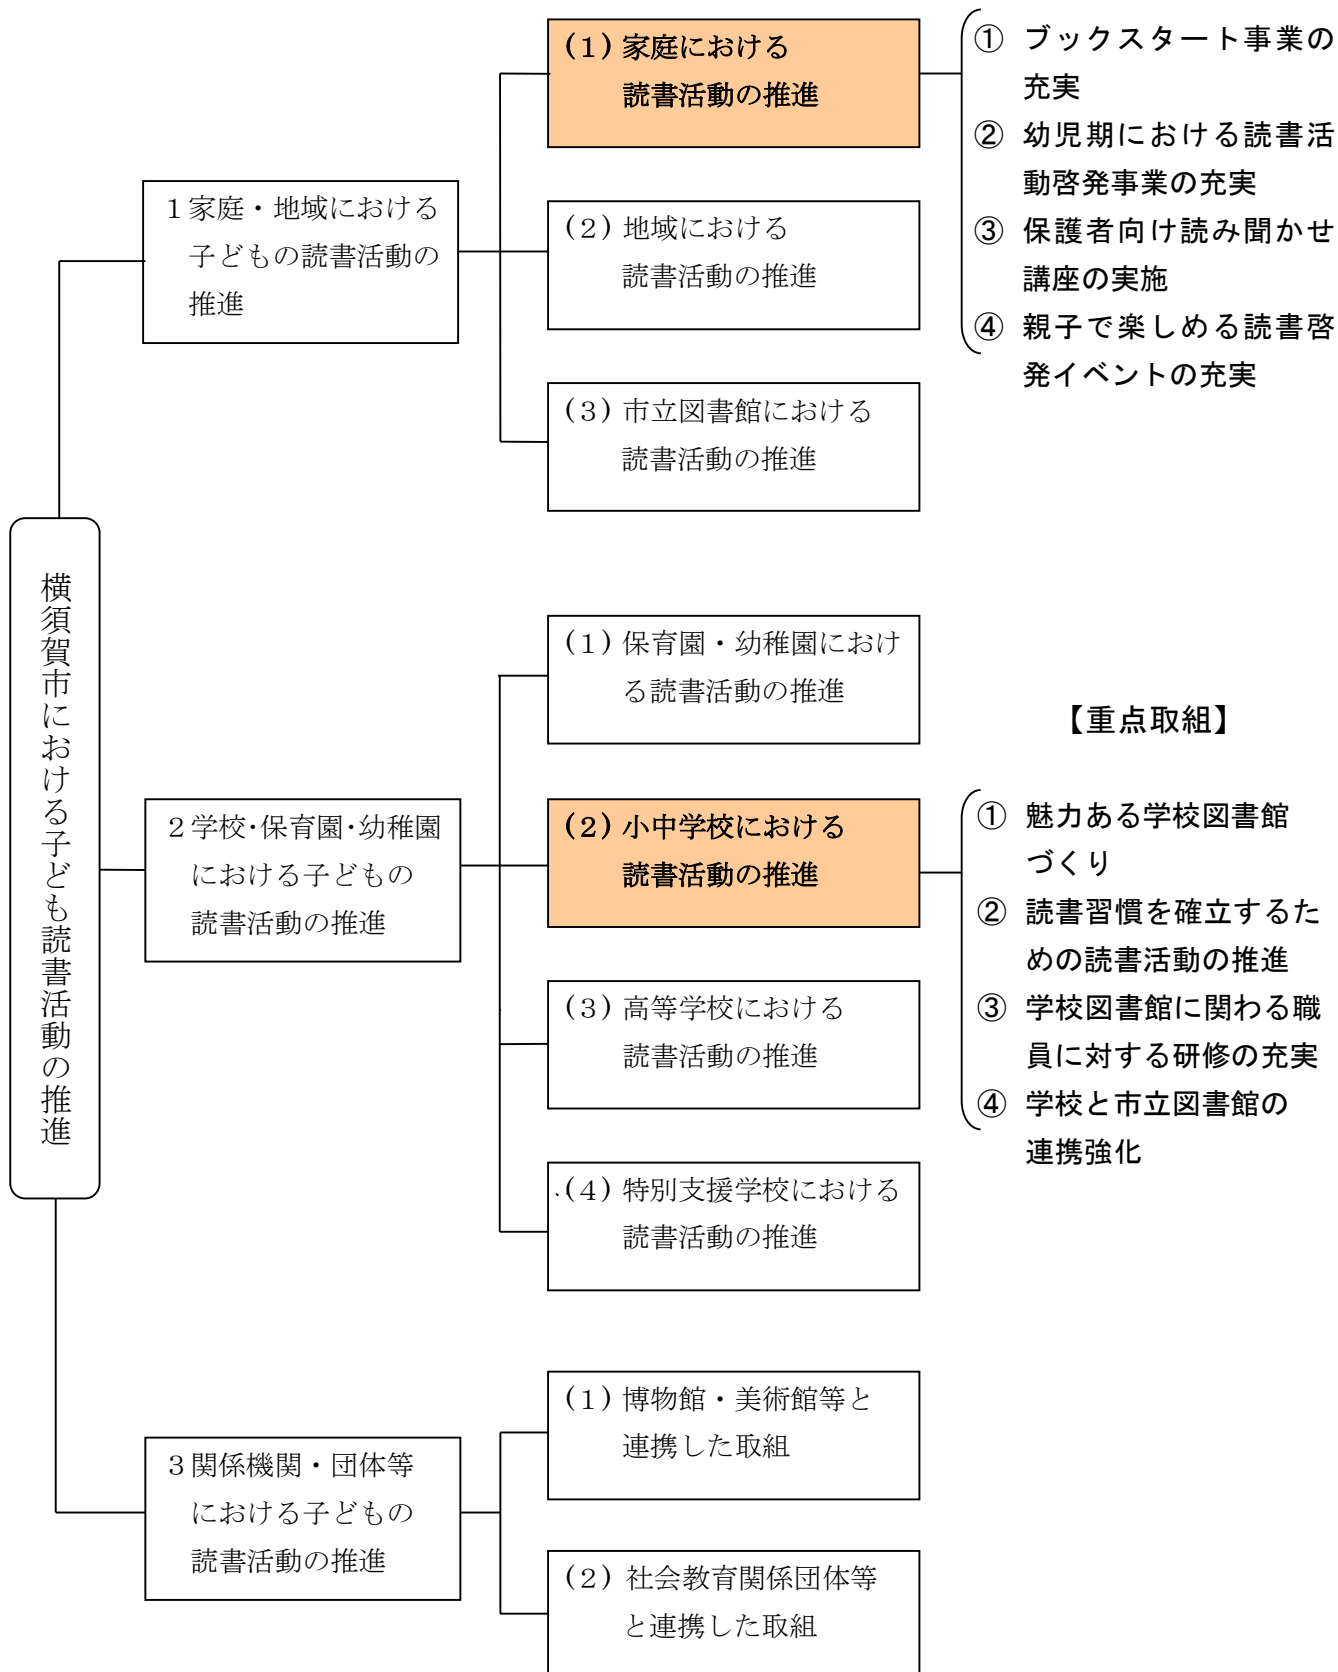 横須賀市における子ども読書活動の推進
1家庭・地域における
子どもの読書活動の
推進
(1)家庭における
読書活動の推進
① ブックスタート事業の
充実
② 幼児期における読書活
動啓発事業の充実
③ 保護者向け読み聞かせ
講座の実施
④ 親子で楽しめる読書啓
発イベントの充実
(2)地域における
読書活動の推進
(3)市立図書館における
読書活動の推進
2学校・保育園・幼稚園
における子どもの
読書活動の推進
(1)保育園・幼稚園におけ
る読書活動の推進
(2)小中学校における
読書活動の推進
【重点取組】
① 魅力ある学校図書館
づくり
② 読書習慣を確立するた
めの読書活動の推進
③ 学校図書館に関わる職
員に対する研修の充実
④ 学校と市立図書館の
連携強化
(3)高等学校における
読書活動の推進
(4)特別支援学校における
読書活動の推進
3関係機関・団体等
における子どもの
読書活動の推進
(1)博物館・美術館等と
連携した取組
(2)社会教育関係団体等
と連携した取組